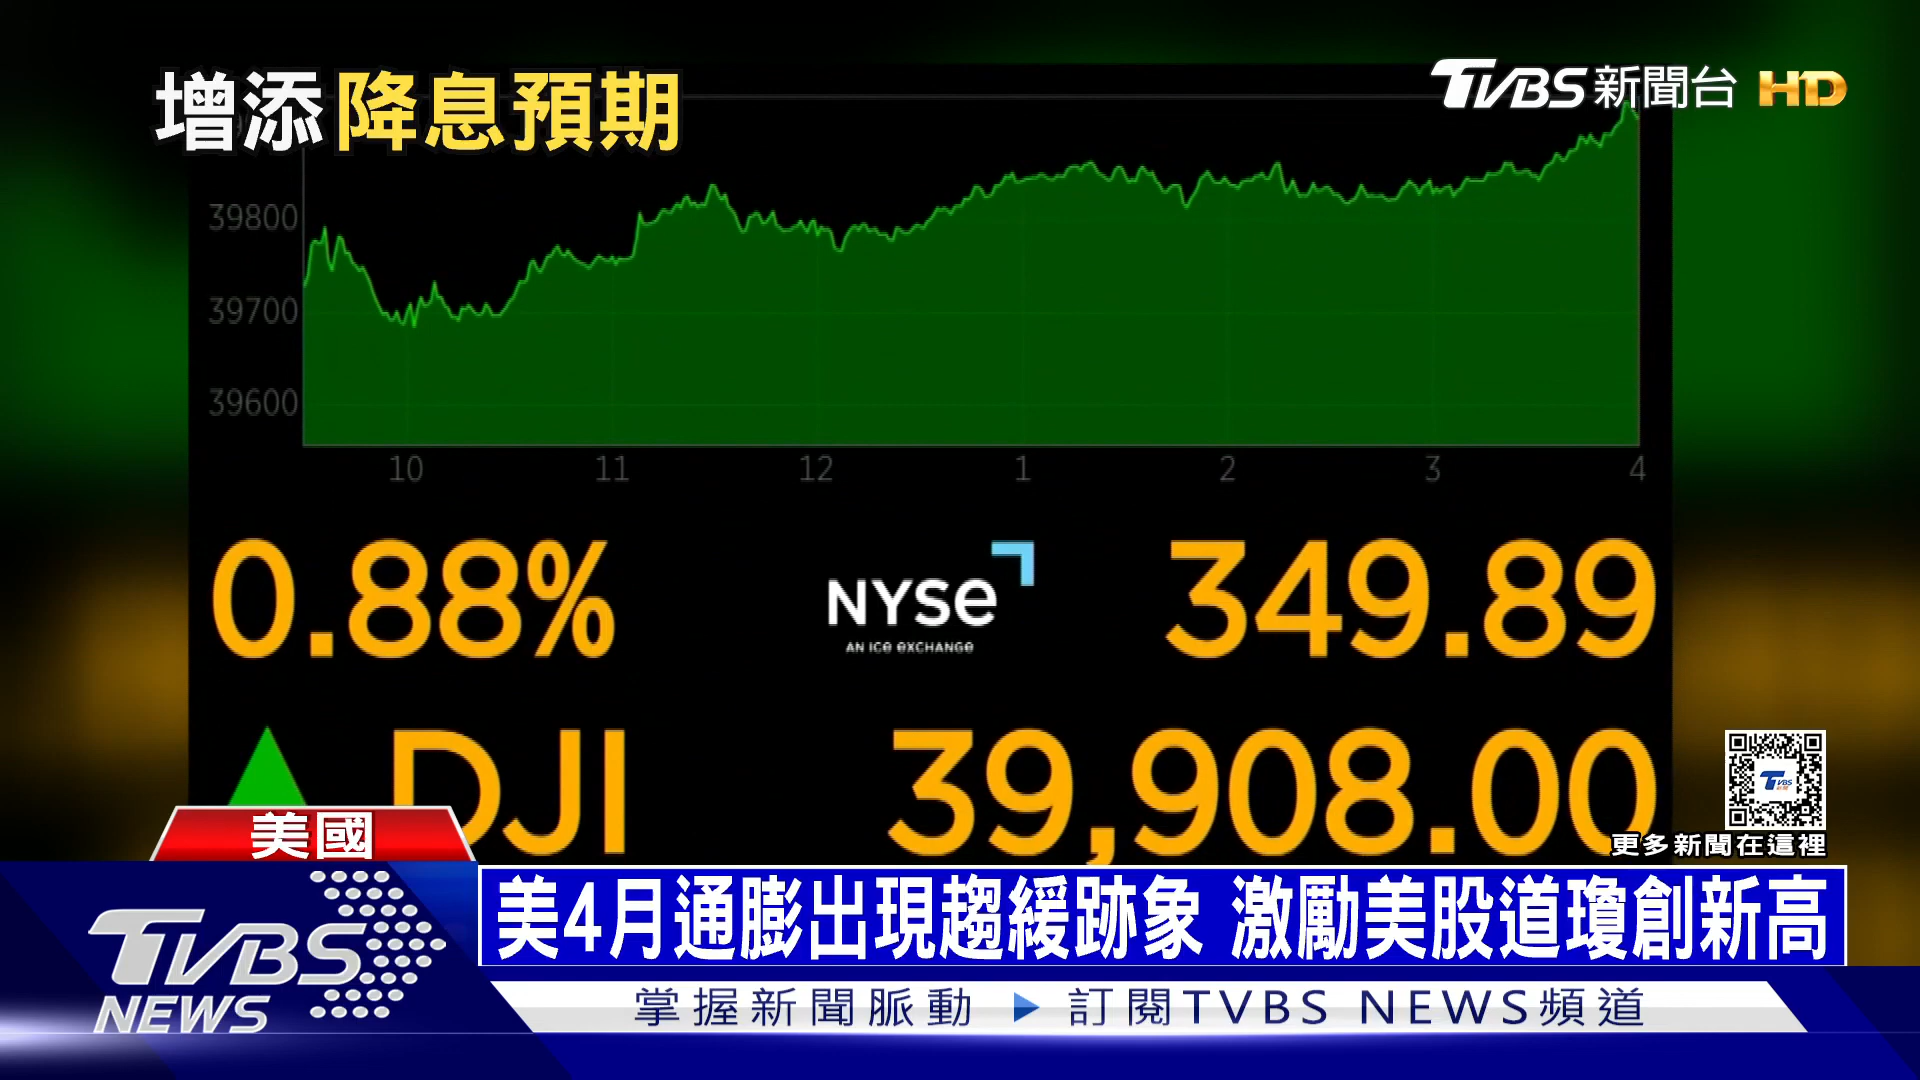 增添降息預期
TVBS新聞台 HD
39800
39700
39600
10 11 12 1 2 3 4
0.88% NYSE 349.89
AN ICE EXCHANGE
DJI 39,908.00
TVBS
更多新聞在這裡
美國
美4月通膨出現趨緩跡象 激勵美股道瓊創新高
TVBS
NEWS
掌握新聞脈動 ▶ 訂閱TVBS NEWS頻道